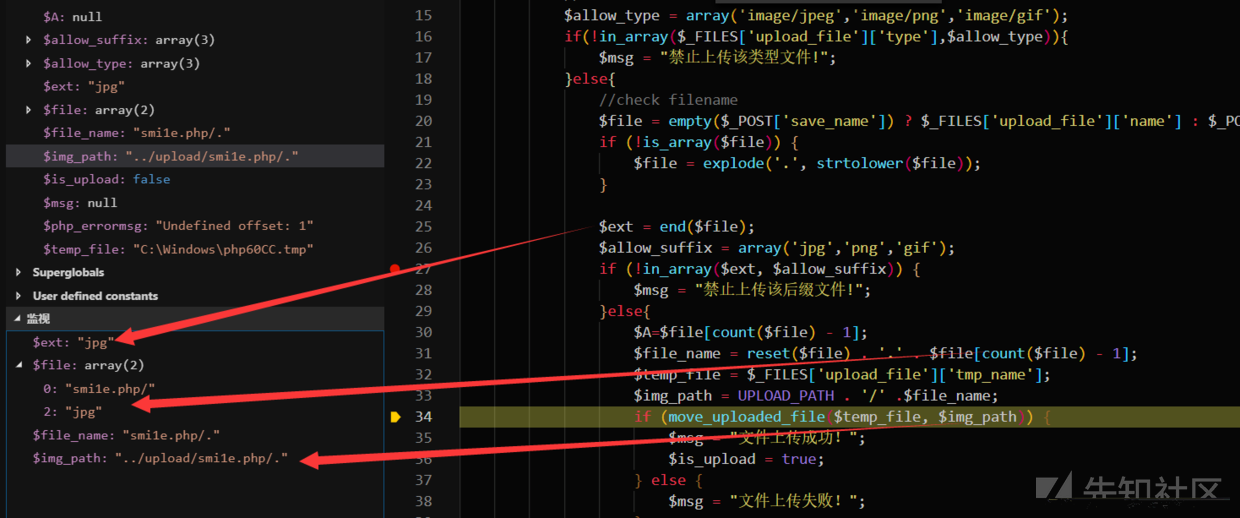 $A: null
$allow_suffix: array(3)
$allow_type: array(3)
$ext: "jpg"
$file: array(2)
$file_name: "smi1e.php/."
$img_path: "../upload/smi1e.php/."
$is_upload: false
$msg: null
$php_errormsg: "Undefined offset: 1"
$temp_file: "C:\Windows\php60CC.tmp"
Superglobals
User defined constants
监视
$ext: "jpg"
$file: array(2)
0: "smi1e.php/"
2: "jpg"
$file_name: "smi1e.php/."
$img_path: "../upload/smi1e.php/."
15 $allow_type = array('image/jpeg','image/png','image/gif');
16 if(!in_array($_FILES['upload_file']['type'],$allow_type)){
17 $msg = "禁止上传该类型文件!";
18 }else{
19 //check filename
20 $file = empty($_POST['save_name']) ? $_FILES['upload_file']['name'] : $_PO
21 if (!is_array($file)) {
22 $file = explode('.', strtolower($file));
23 }
24
25 $ext = end($file);
26 $allow_suffix = array('jpg','png','gif');
27 if (!in_array($ext, $allow_suffix)) {
28 $msg = "禁止上传该后缀文件!";
29 }else{
30 $A=$file[count($file) - 1];
31 $file_name = reset($file) . '.' . $file[count($file) - 1];
32 $temp_file = $_FILES['upload_file']['tmp_name'];
33 $img_path = UPLOAD_PATH . '/' .$file_name;
34 if (move_uploaded_file($temp_file, $img_path)) {
35 $msg = "文件上传成功！";
36 $is_upload = true;
37 } else {
38 $msg = "文件上传失败！";
先知社区